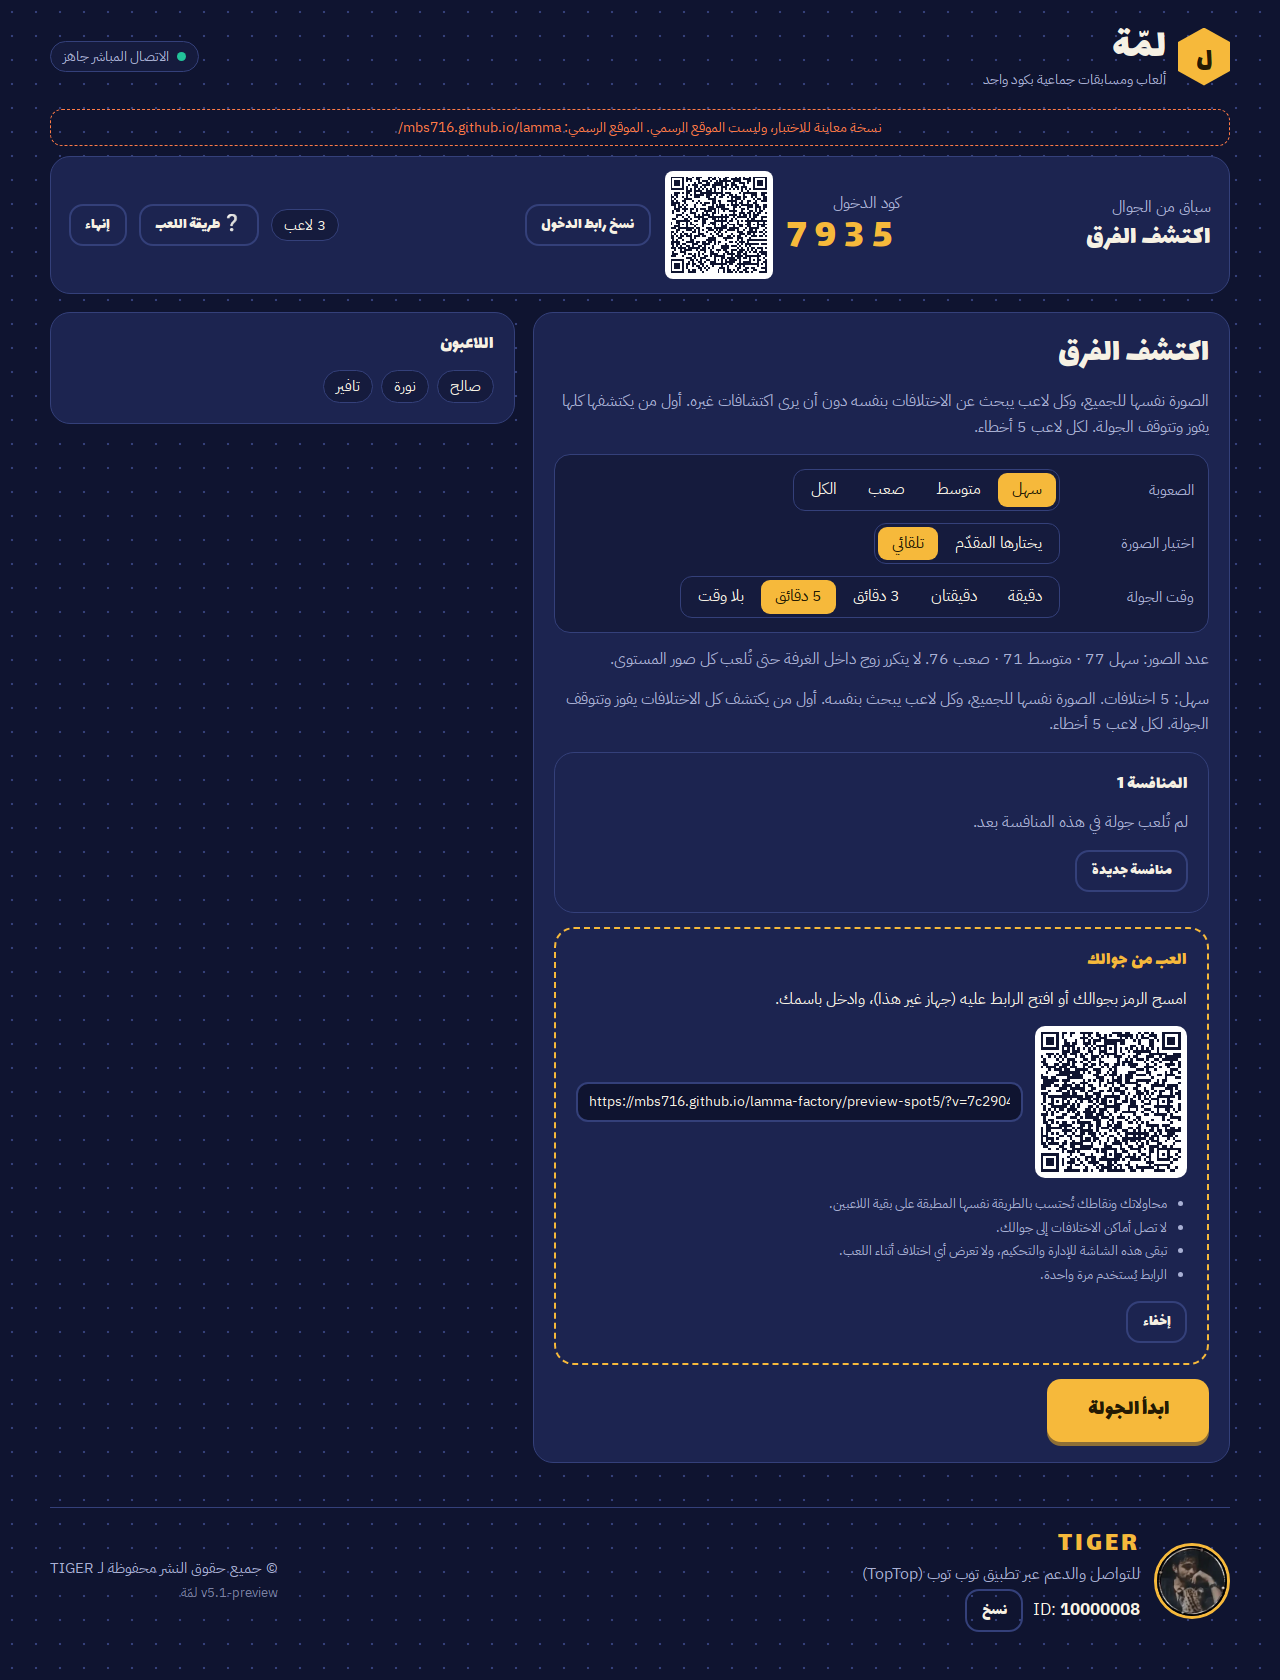 ل
لمّة
ألعاب ومسابقات جماعية بكود واحد
الاتصال المباشر جاهز
نسخة معاينة للاختبار، وليست الموقع الرسمي. الموقع الرسمي: mbs716.github.io/lamma/
سباق من الجوال
اكتشف الفرق
كود الدخول
7935
نسخ رابط الدخول
3 لاعب
❔ طريقة اللعب
إنهاء
اكتشف الفرق
الصورة نفسها للجميع، وكل لاعب يبحث عن الاختلافات بنفسه دون أن يرى اكتشافات غيره. أول من يكتشفها كلها
يفوز وتتوقف الجولة. لكل لاعب 5 أخطاء.
الصعوبة
سهل
متوسط
صعب
الكل
اختيار الصورة
يختارها المقدّم
تلقائي
وقت الجولة
دقيقة
دقيقتان
3 دقائق
5 دقائق
بلا وقت
عدد الصور: سهل 77 · متوسط 71 · صعب 76. لا يتكرر زوج داخل الغرفة حتى تُلعب كل صور المستوى.
سهل: 5 اختلافات. الصورة نفسها للجميع، وكل لاعب يبحث بنفسه. أول من يكتشف كل الاختلافات يفوز وتتوقف
الجولة. لكل لاعب 5 أخطاء.
المنافسة 1
لم تُلعب جولة في هذه المنافسة بعد.
منافسة جديدة
العب من جوالك
امسح الرمز بجوالك أو افتح الرابط عليه (جهاز غير هذا)، وادخل باسمك.
https://mbs716.github.io/lamma-factory/preview-spot5/?v=7c2904
محاولاتك ونقاطك تُحتسب بالطريقة نفسها المطبقة على بقية اللاعبين.
لا تصل أماكن الاختلافات إلى جوالك.
تبقى هذه الشاشة للإدارة والتحكيم، ولا تعرض أي اختلاف أثناء اللعب.
الرابط يُستخدم مرة واحدة.
إخفاء
ابدأ الجولة
اللاعبون
صالح
نورة
تافير
TIGER
للتواصل والدعم عبر تطبيق توب توب (TopTop)
ID: 10000008
نسخ
© جميع حقوق النشر محفوظة لـ TIGER
لمّة v5.1-preview